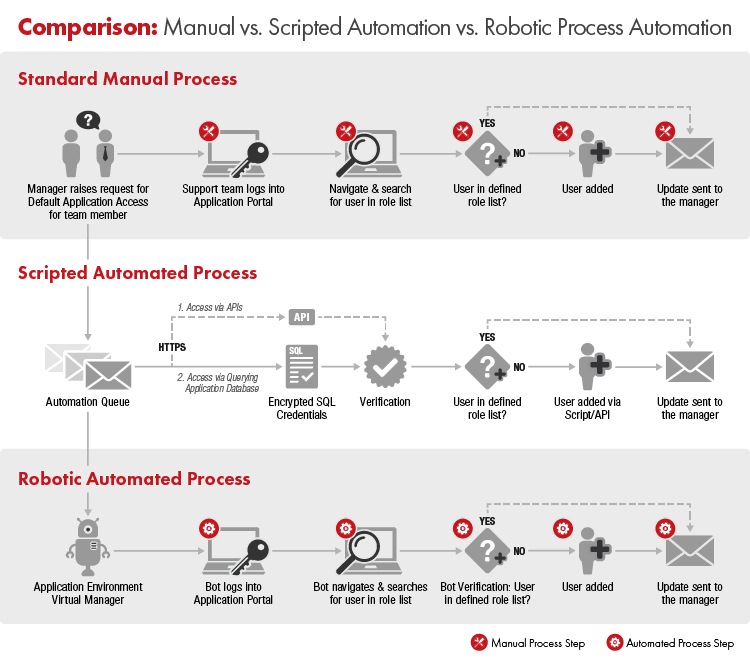 Comparison: Manual vs. Scripted Automation vs. Robotic Process Automation
Standard Manual Process
?
YES
?
NO
Manager raises request for
Default Application Access
for team member
Support team logs into
Application Portal
Navigate & search
for user in role list
User in defined
role list?
User added
Update sent to
the manager
Scripted Automated Process
1. Access via APIs
API
HTTPS
YES
SQL
?
NO
2. Access via Querying
Application Database
Automation Queue
Encrypted SQL
Credentials
Verification
User in defined
role list?
User added via
Script/API
Update sent to
the manager
Robotic Automated Process
YES
?
NO
Application Environment
Virtual Manager
Bot logs into
Application Portal
Bot navigates & searches
for user in role list
Bot Verification: User
in defined role list?
User added
Update sent to
the manager
Manual Process Step
Automated Process Step